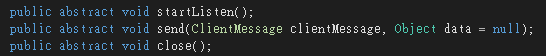 public abstract void startListen();
public abstract void send(ClientMessage clientMessage, Object data = null);
public abstract void close();